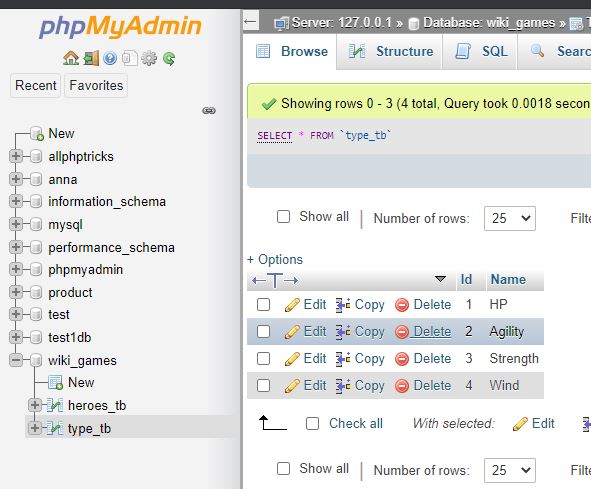 phpMyAdmin
Recent Favorites
New
allphptricks
anna
information_schema
mysql
performance_schema
phpmyadmin
product
test
test1db
wiki_games
New
heroes_tb
type_tb
Server: 127.0.0.1 » Database: wiki_games »
Browse Structure SQL Searc
Showing rows 0 - 3 (4 total, Query took 0.0018 secon
SELECT * FROM `type_tb`
Show all Number of rows: 25 Filte
+ Options
←T→ Id Name
Edit Copy Delete 1 HP
Edit Copy Delete 2 Agility
Edit Copy Delete 3 Strength
Edit Copy Delete 4 Wind
Check all With selected: Edit
Show all Number of rows: 25 Filte